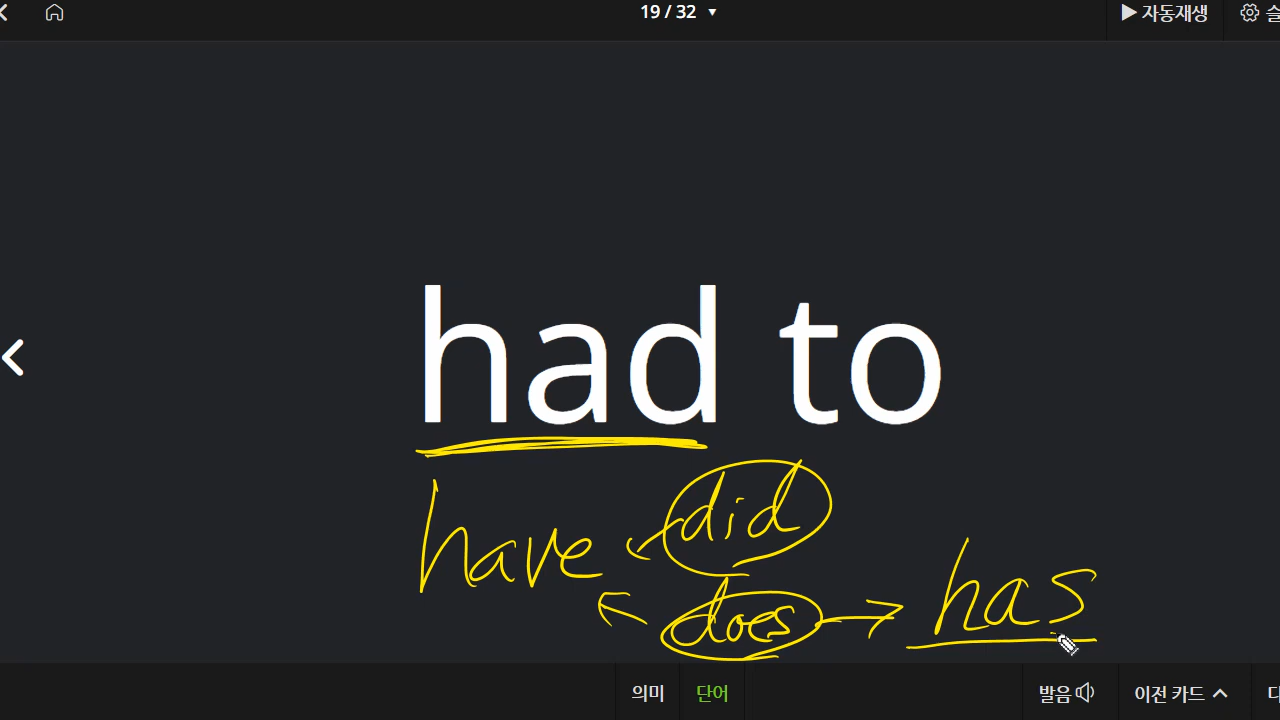 19 / 32 ▼
▶ 자동재생
had to
did
have
does
has
의미
단어
발음
이전 카드